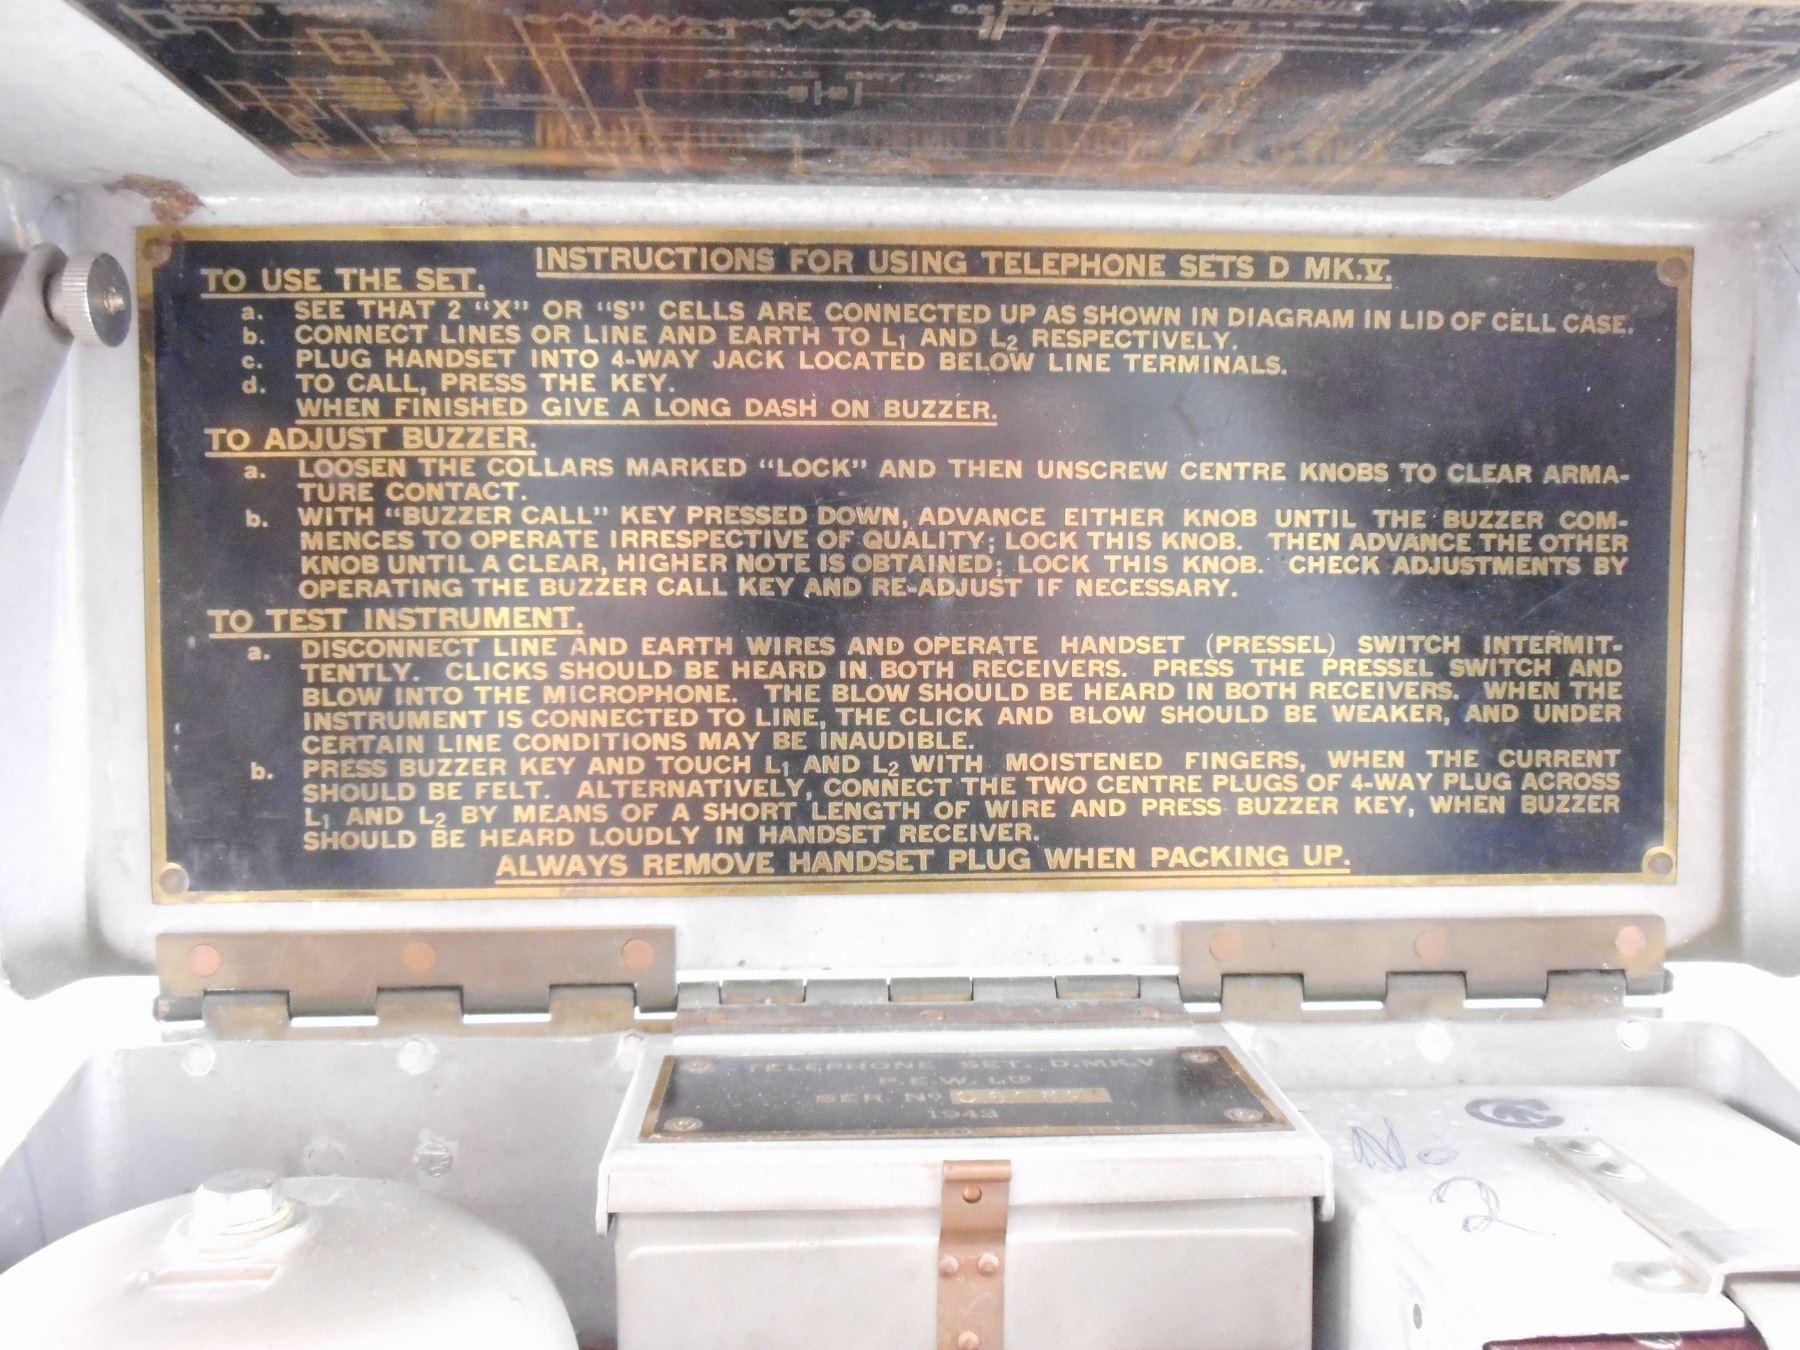 INSTRUCTIONS FOR USING TELEPHONE SETS D MK.V.
TO USE THE SET.
a. SEE THAT 2 "X" OR "S" CELLS ARE CONNECTED UP AS SHOWN IN DIAGRAM IN LID OF CELL CASE.
b. CONNECT LINES OR LINE AND EARTH TO L1 AND L2 RESPECTIVELY.
c. PLUG HANDSET INTO 4-WAY JACK LOCATED BELOW LINE TERMINALS.
d. TO CALL, PRESS THE KEY.
WHEN FINISHED GIVE A LONG DASH ON BUZZER.
TO ADJUST BUZZER.
a. LOOSEN THE COLLARS MARKED "LOCK" AND THEN UNSCREW CENTRE KNOBS TO CLEAR ARMA-
TURE CONTACT.
b. WITH "BUZZER CALL" KEY PRESSED DOWN, ADVANCE EITHER KNOB UNTIL THE BUZZER COM-
MENCES TO OPERATE IRRESPECTIVE OF QUALITY; LOCK THIS KNOB. THEN ADVANCE THE OTHER
KNOB UNTIL A CLEAR, HIGHER NOTE IS OBTAINED; LOCK THIS KNOB. CHECK ADJUSTMENTS BY
OPERATING THE BUZZER CALL KEY AND RE-ADJUST IF NECESSARY.
TO TEST INSTRUMENT.
a. DISCONNECT LINE AND EARTH WIRES AND OPERATE HANDSET (PRESSEL) SWITCH INTERMIT-
TENTLY. CLICKS SHOULD BE HEARD IN BOTH RECEIVERS. PRESS THE PRESSEL SWITCH AND
BLOW INTO THE MICROPHONE. THE BLOW SHOULD BE HEARD IN BOTH RECEIVERS. WHEN THE
INSTRUMENT IS CONNECTED TO LINE, THE CLICK AND BLOW SHOULD BE WEAKER, AND UNDER
CERTAIN LINE CONDITIONS MAY BE INAUDIBLE.
b. PRESS BUZZER KEY AND TOUCH L1 AND L2 WITH MOISTENED FINGERS, WHEN THE CURRENT
SHOULD BE FELT. ALTERNATIVELY, CONNECT THE TWO CENTRE PLUGS OF 4-WAY PLUG ACROSS
L1 AND L2 BY MEANS OF A SHORT LENGTH OF WIRE AND PRESS BUZZER KEY, WHEN BUZZER
SHOULD BE HEARD LOUDLY IN HANDSET RECEIVER.
ALWAYS REMOVE HANDSET PLUG WHEN PACKING UP.
TELEPHONE SET. D.MK.V
P.E.W. LTD
SER. No
1943
No
2